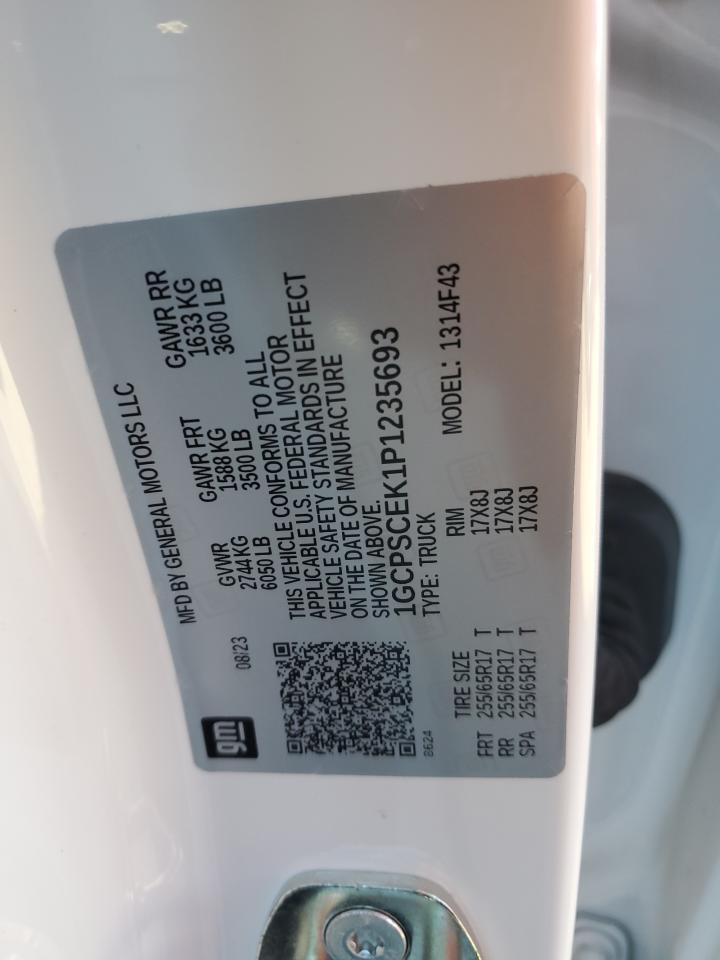 gm
MFD BY GENERAL MOTORS LLC
08/23
GVWR GAWR FRT GAWR RR
2744 KG 1588 KG 1633 KG
6050 LB 3500 LB 3600 LB
THIS VEHICLE CONFORMS TO ALL
APPLICABLE U.S. FEDERAL MOTOR
VEHICLE SAFETY STANDARDS IN EFFECT
ON THE DATE OF MANUFACTURE
SHOWN ABOVE.
1GCPSCEK1P1235693
TYPE: TRUCK MODEL: 1314F43
8624
TIRE SIZE RIM
FRT 255/65R17 T 17X8J
RR 255/65R17 T 17X8J
SPA 255/65R17 T 17X8J